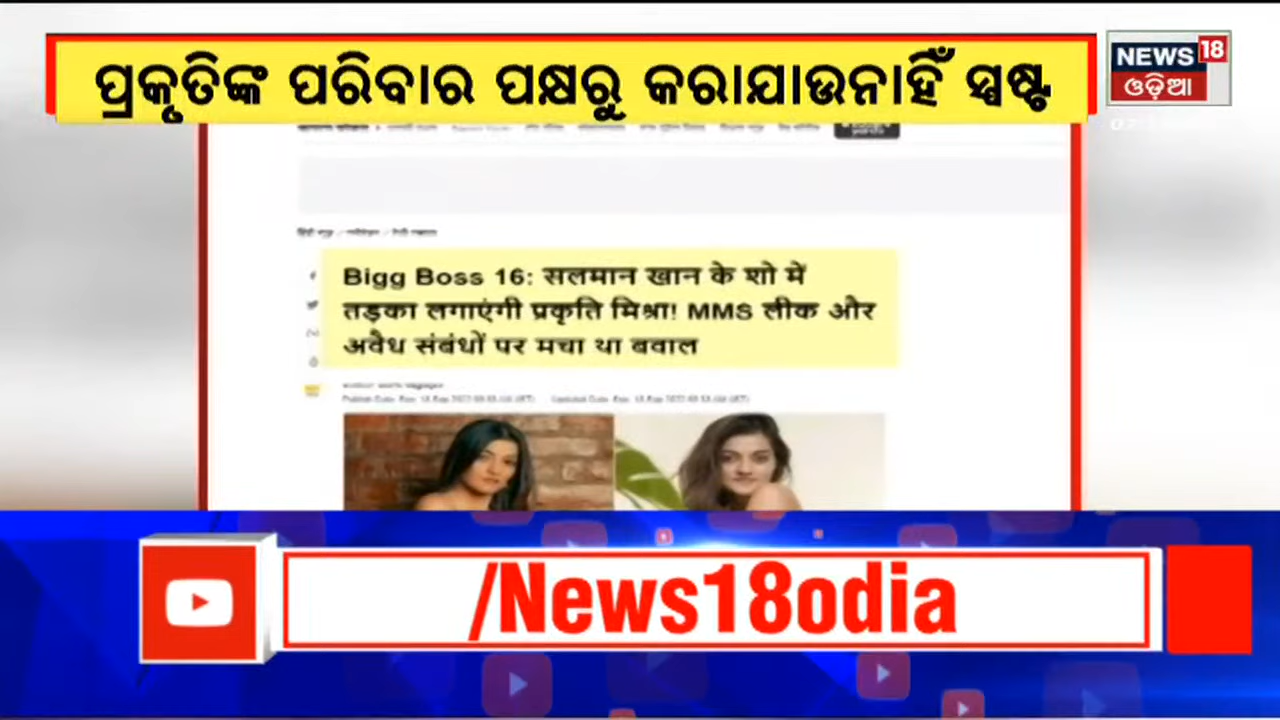 ପ୍ରକୃତିଙ୍କ ପରିବାର ପକ୍ଷରୁ କରାଯାଉନାହିଁ ସ୍ପଷ୍ଟ
NEWS 18
ଓଡ଼ିଆ
Bigg Boss 16: सलमान खान के शो में
तड़का लगाएंगी प्रकृति मिश्रा! MMS लीक और
अवैध संबंधों पर मचा था बवाल
/News18odia